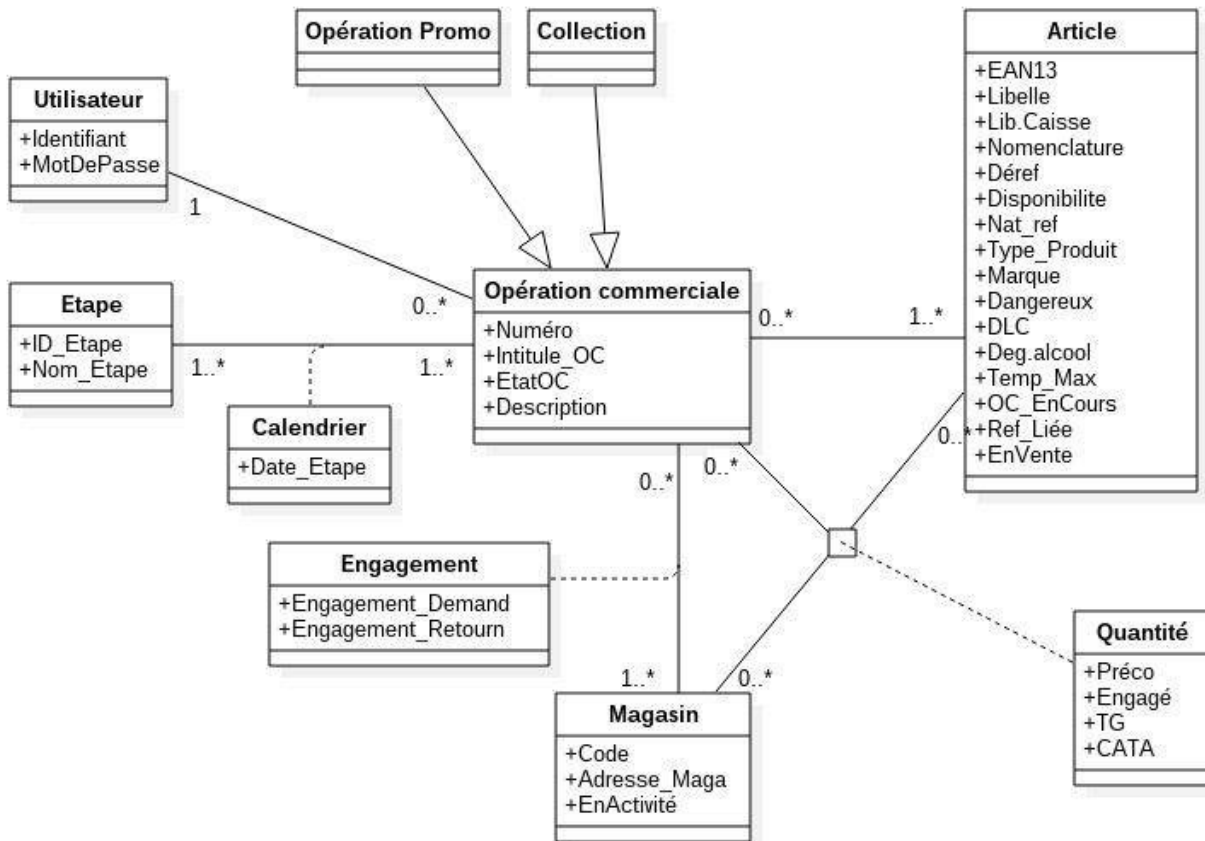 Opération Promo
Collection
Article
+EAN13
+Libelle
+Lib.Caisse
+Nomenclature
+Déref
+Disponibilite
+Nat_ref
+Type_Produit
+Marque
+Dangereux
+DLC
+Deg.alcool
+Temp_Max
+OC_EnCours
+Ref_Liée
+EnVente
Utilisateur
+Identifiant
+MotDePasse
1
0..*
Etape
+ID_Etape
+Nom_Etape
1..*
1..*
Opération commerciale
+Numéro
+Intitule_OC
+EtatOC
+Description
0..*
1..*
Calendrier
+Date_Etape
0..*
0..*
0..*
Engagement
+Engagement_Demand
+Engagement_Retourn
1..*
0..*
Quantité
+Préco
+Engagé
+TG
+CATA
Magasin
+Code
+Adresse_Maga
+EnActivité